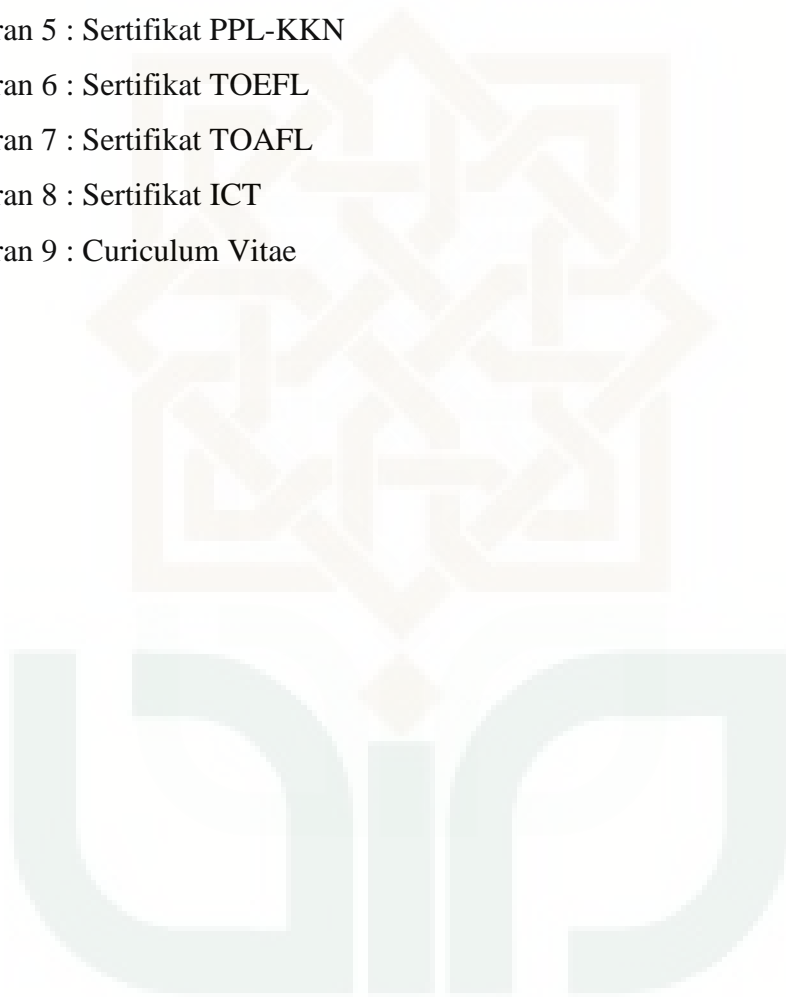 ran 5 : Sertifikat PPL-KKN
ran 6 : Sertifikat TOEFL
ran 7 : Sertifikat TOAFL
ran 8 : Sertifikat ICT
ran 9 : Curiculum Vitae